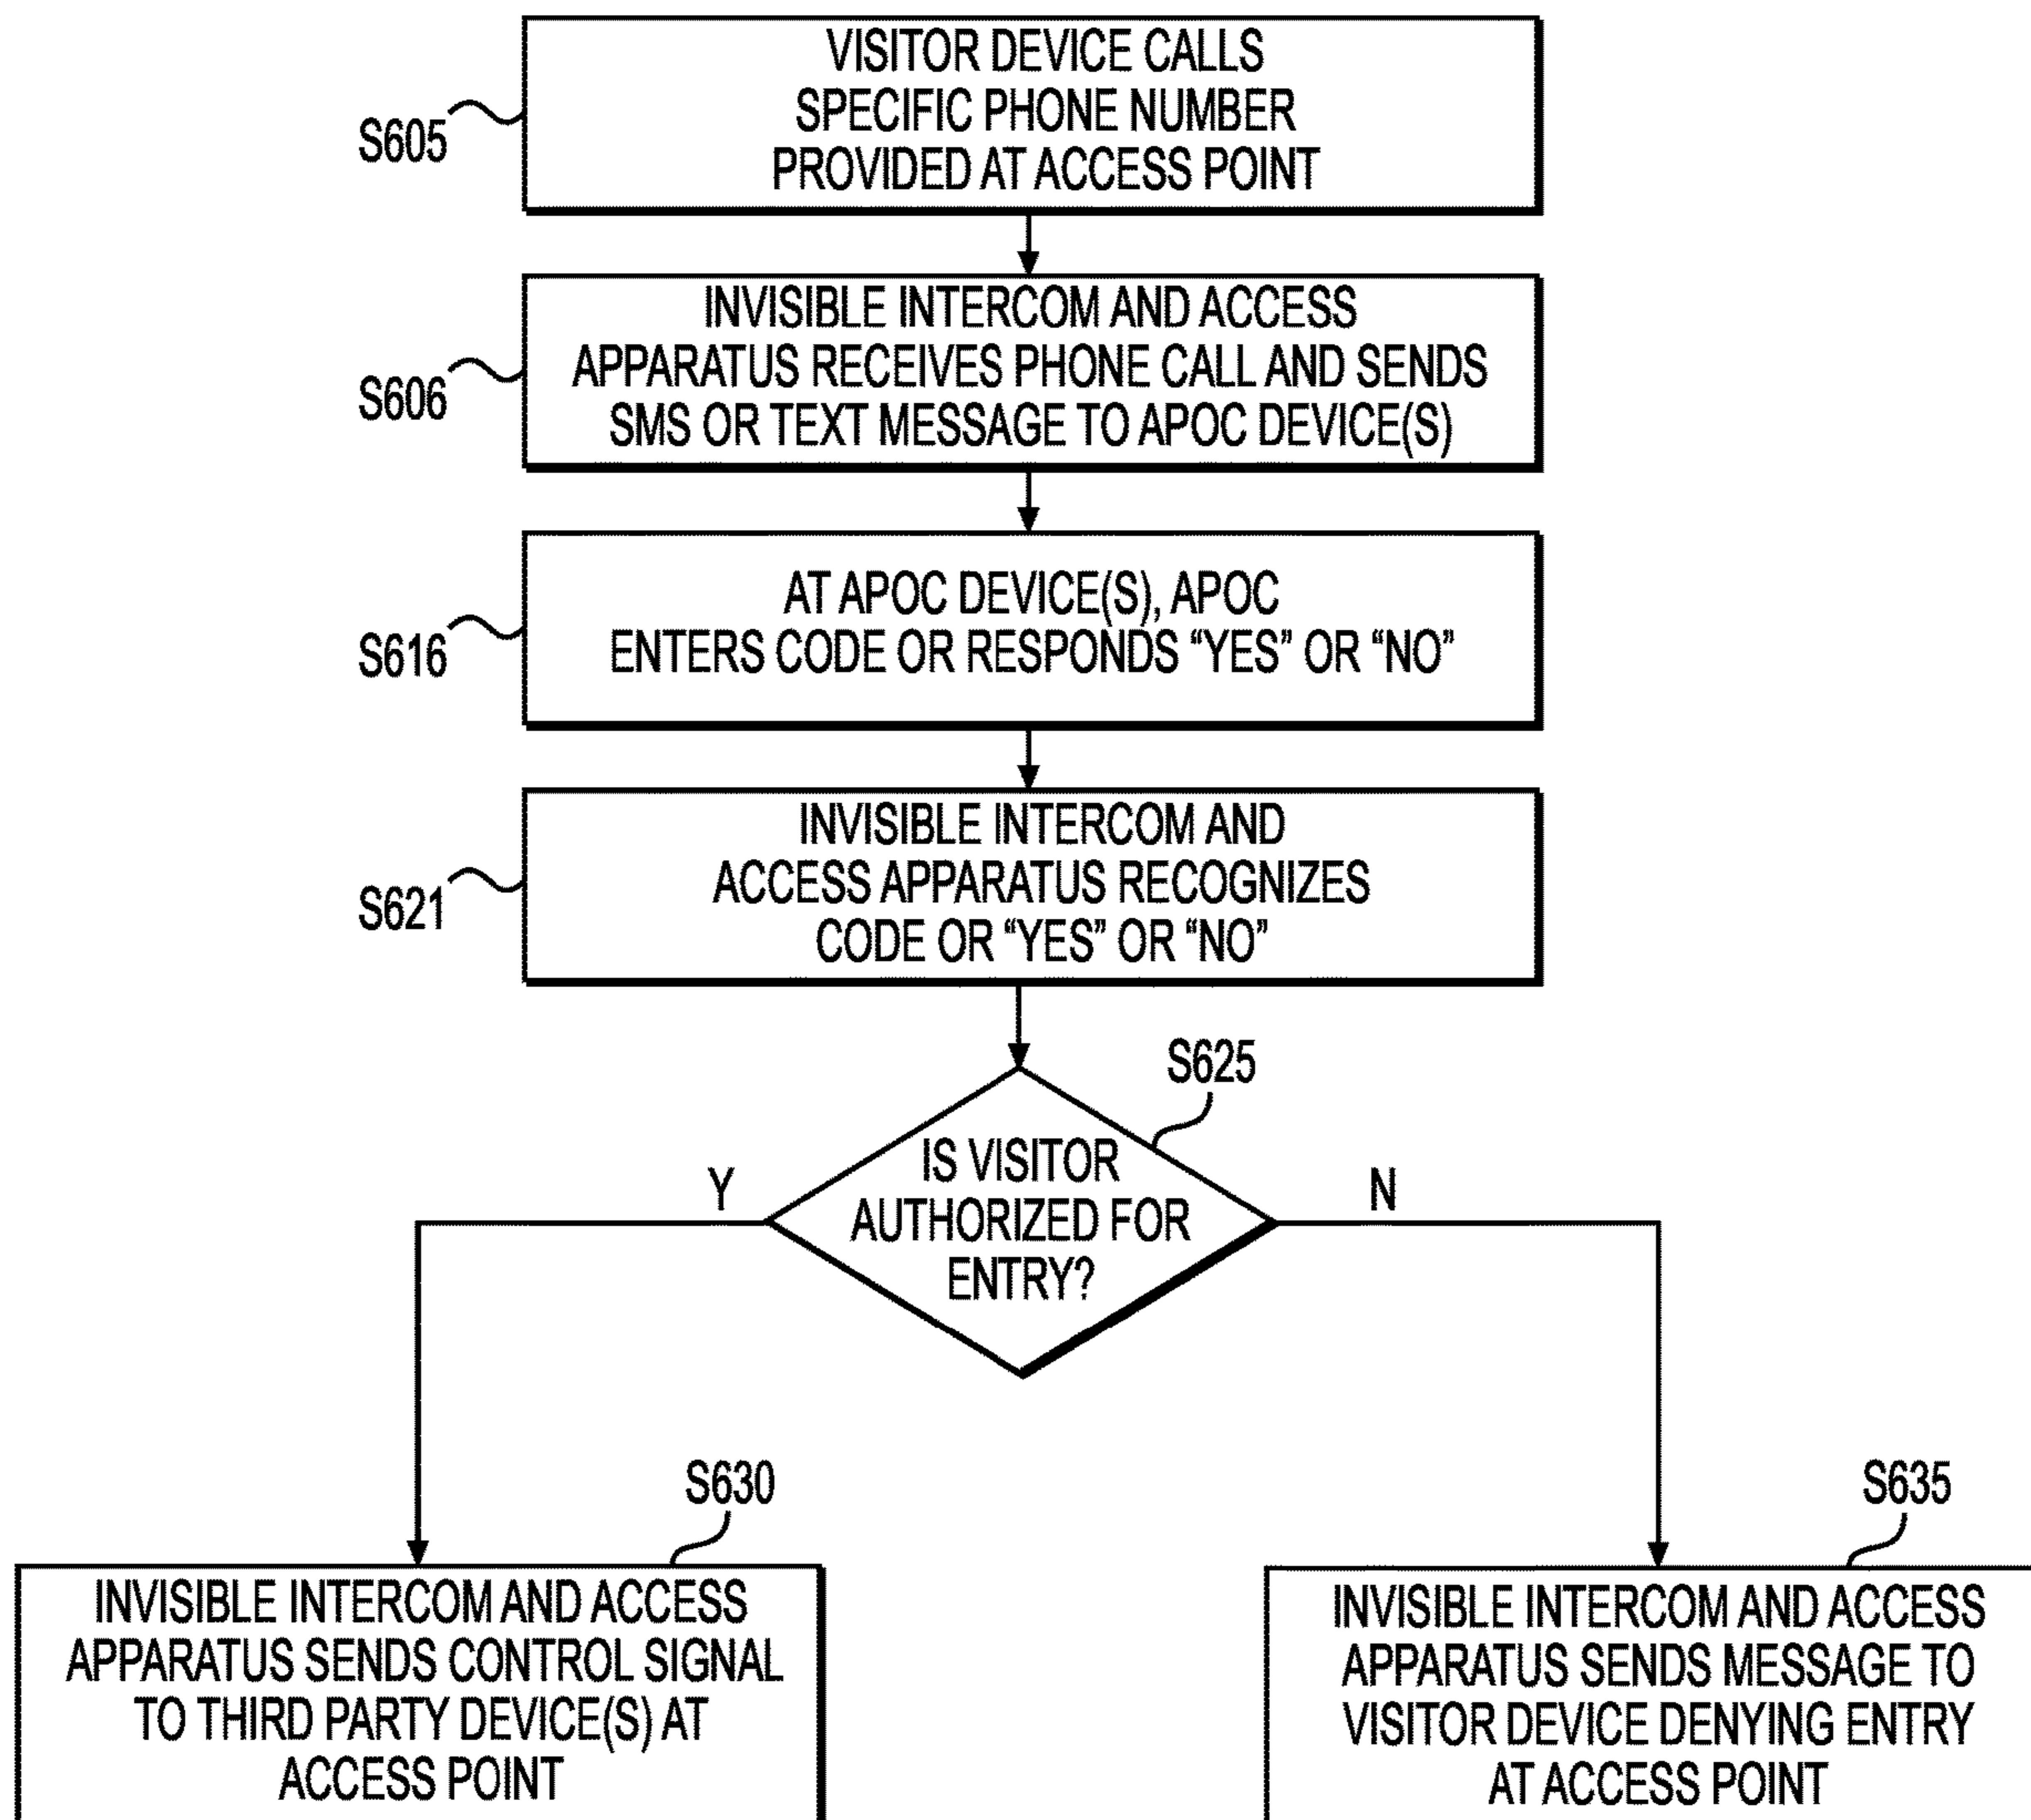 VISITOR DEVICE CALLS
SPECIFIC PHONE NUMBER
PROVIDED AT ACCESS POINT
S605
INVISIBLE INTERCOM AND ACCESS
APPARATUS RECEIVES PHONE CALL AND SENDS
SMS OR TEXT MESSAGE TO APOC DEVICE(S)
S606
AT APOC DEVICE(S), APOC
ENTERS CODE OR RESPONDS “YES” OR “NO”
S616
INVISIBLE INTERCOM AND
ACCESS APPARATUS RECOGNIZES
CODE OR “YES” OR “NO”
S621
S625
IS VISITOR
AUTHORIZED FOR
ENTRY?
Y
N
S630
INVISIBLE INTERCOM AND ACCESS
APPARATUS SENDS CONTROL SIGNAL
TO THIRD PARTY DEVICE(S) AT
ACCESS POINT
S635
INVISIBLE INTERCOM AND ACCESS
APPARATUS SENDS MESSAGE TO
VISITOR DEVICE DENYING ENTRY
AT ACCESS POINT